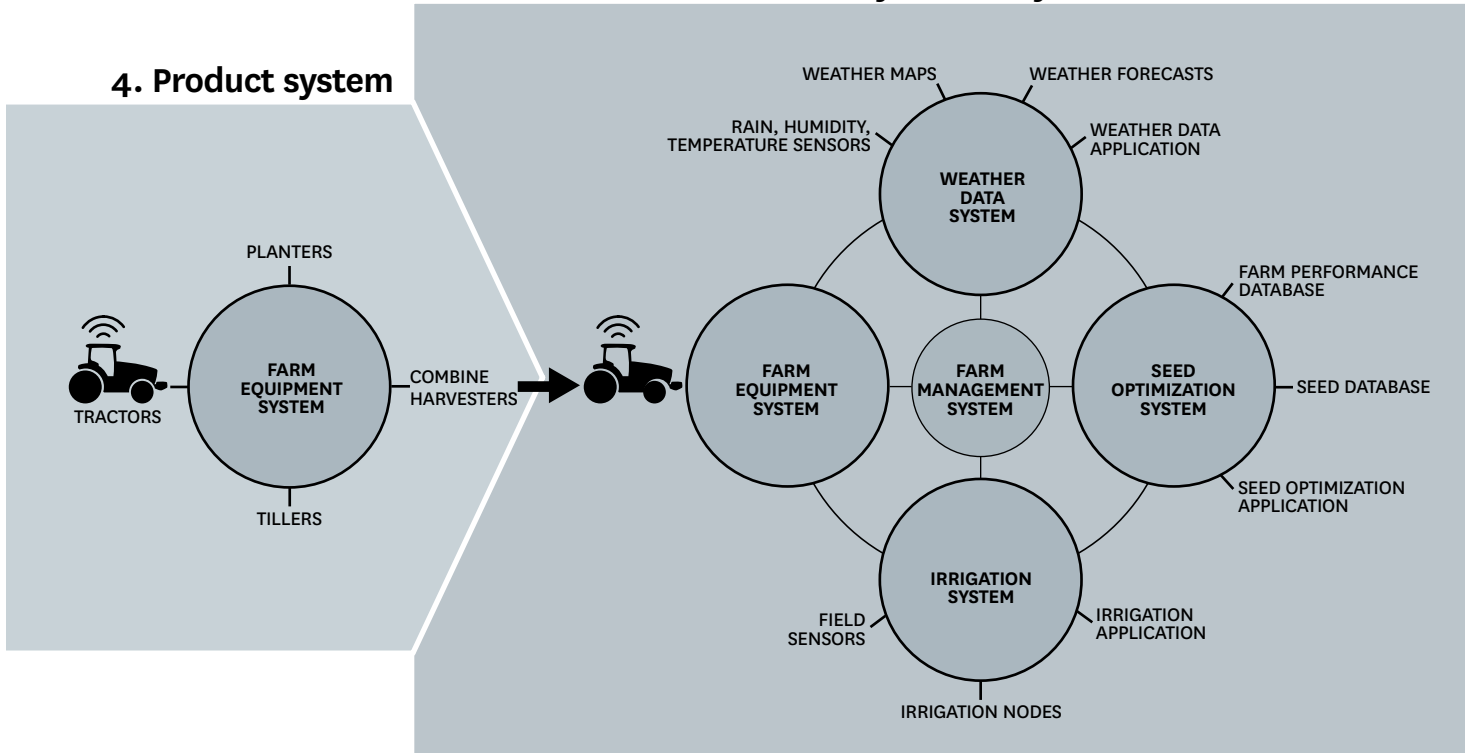 4. Product system
PLANTERS
TRACTORS
FARM
EQUIPMENT
SYSTEM
COMBINE
HARVESTERS
TILLERS
WEATHER MAPS
WEATHER FORECASTS
RAIN, HUMIDITY,
TEMPERATURE SENSORS
WEATHER DATA
APPLICATION
WEATHER
DATA
SYSTEM
FARM PERFORMANCE
DATABASE
FARM
EQUIPMENT
SYSTEM
FARM
MANAGEMENT
SYSTEM
SEED
OPTIMIZATION
SYSTEM
SEED DATABASE
SEED OPTIMIZATION
APPLICATION
IRRIGATION
SYSTEM
FIELD
SENSORS
IRRIGATION
APPLICATION
IRRIGATION NODES